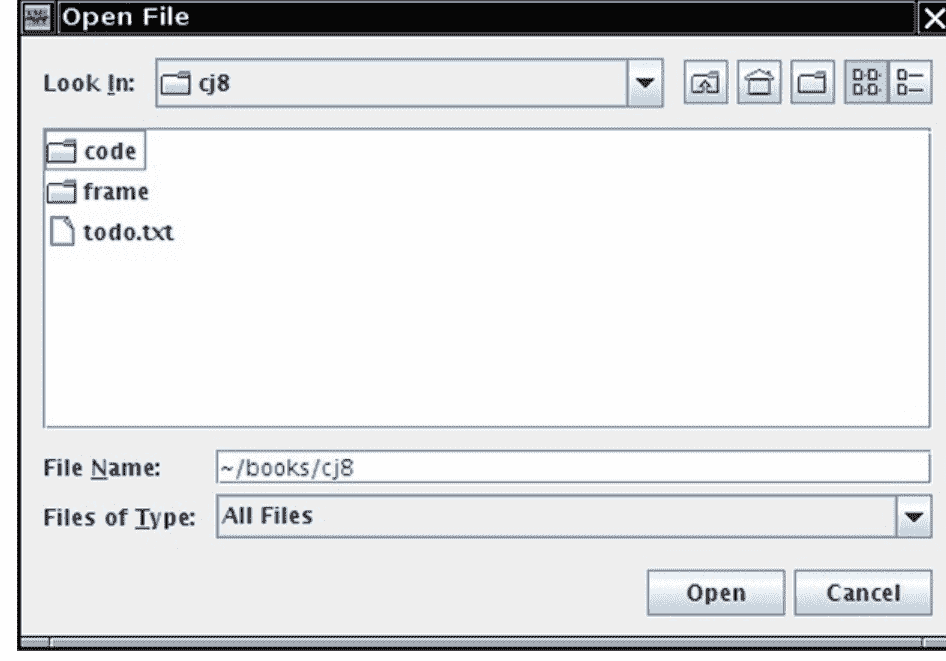 Open File
Look In: cj8
code
frame
todo.txt
File Name: ~/books/cj8
Files of Type: All Files
Open Cancel